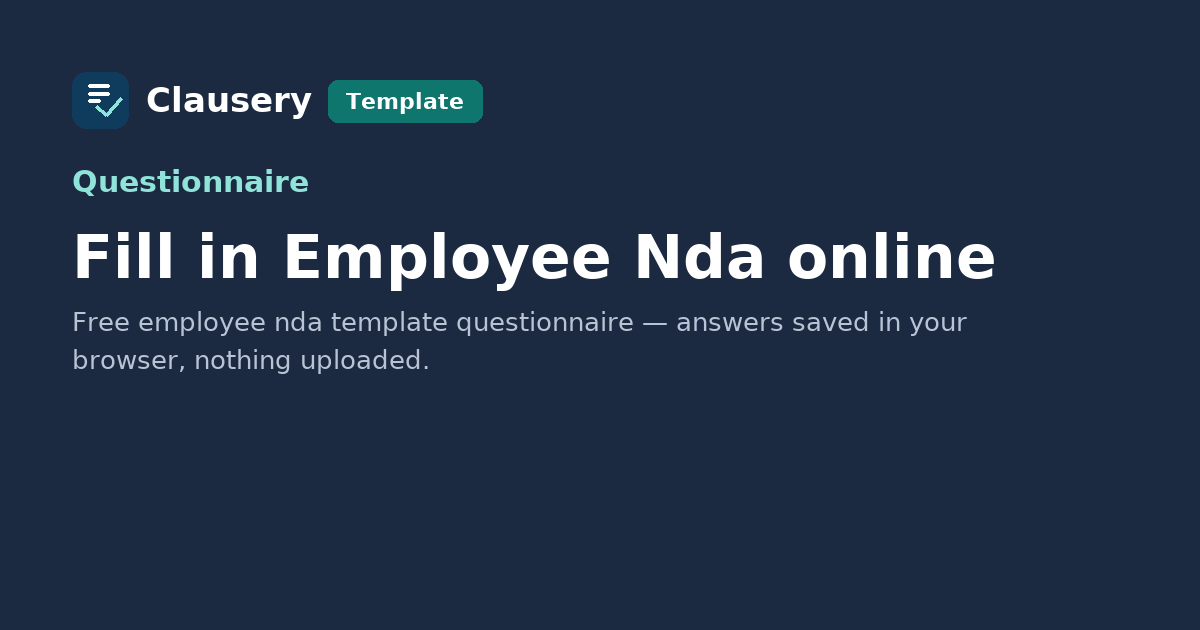 Clausery
Template
Questionnaire
Fill in Employee Nda online
Free employee nda template questionnaire — answers saved in your
browser, nothing uploaded.